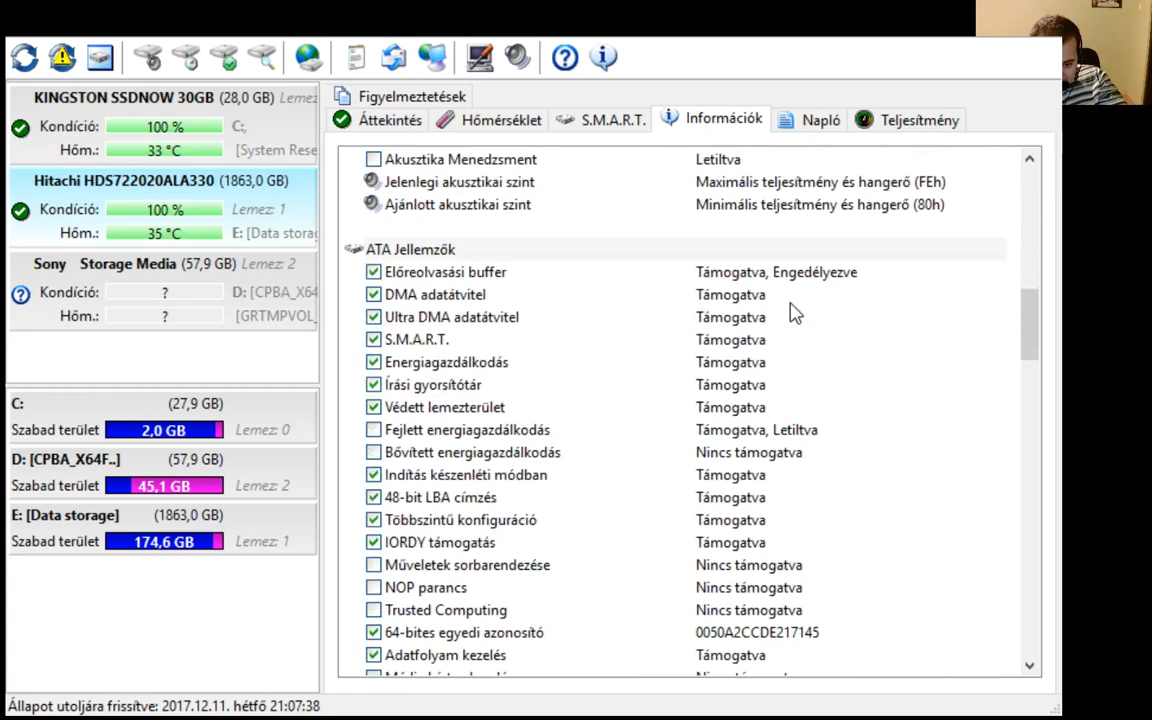 KINGSTON SSDNOW 30GB (28,0 GB) Lemez
Kondíció: 100 % C;,
Hőm.: 33 °C [System Rese
Hitachi HDS722020ALA330 (1863,0 GB)
Kondíció: 100 % Lemez: 1
Hőm.: 35 °C E: [Data stora
Sony Storage Media (57,9 GB) Lemez: 2
Kondíció: ? D: [CPBA_X64
Hőm.: ? [GRTMPVOL_
C: (27,9 GB)
Szabad terület 2,0 GB Lemez: 0
D: [CPBA_X64F..] (57,9 GB)
Szabad terület 45,1 GB Lemez: 2
E: [Data storage] (1863,0 GB)
Szabad terület 174,6 GB Lemez: 1
Figyelmeztetések
Áttekintés Hőmérséklet S.M.A.R.T. Információk Napló Teljesítmény
Akusztika Menedzsment Letiltva
Jelenlegi akusztikai szint Maximális teljesítmény és hangerő (FEh)
Ajánlott akusztikai szint Minimális teljesítmény és hangerő (80h)
ATA Jellemzők
Előreolvasási buffer Támogatva, Engedélyezve
DMA adatátvitel Támogatva
Ultra DMA adatátvitel Támogatva
S.M.A.R.T. Támogatva
Energiagazdálkodás Támogatva
Írási gyorsítótár Támogatva
Védett lemezterület Támogatva
Fejlett energiagazdálkodás Támogatva, Letiltva
Bővített energiagazdálkodás Nincs támogatva
Indítás készenléti módban Támogatva
48-bit LBA címzés Támogatva
Többszintű konfiguráció Támogatva
IORDY támogatás Támogatva
Műveletek sorbarendezése Nincs támogatva
NOP parancs Nincs támogatva
Trusted Computing Nincs támogatva
64-bites egyedi azonosító 0050A2CCDE217145
Adatfolyam kezelés Támogatva
Állapot utoljára frissítve: 2017.12.11. hétfő 21:07:38